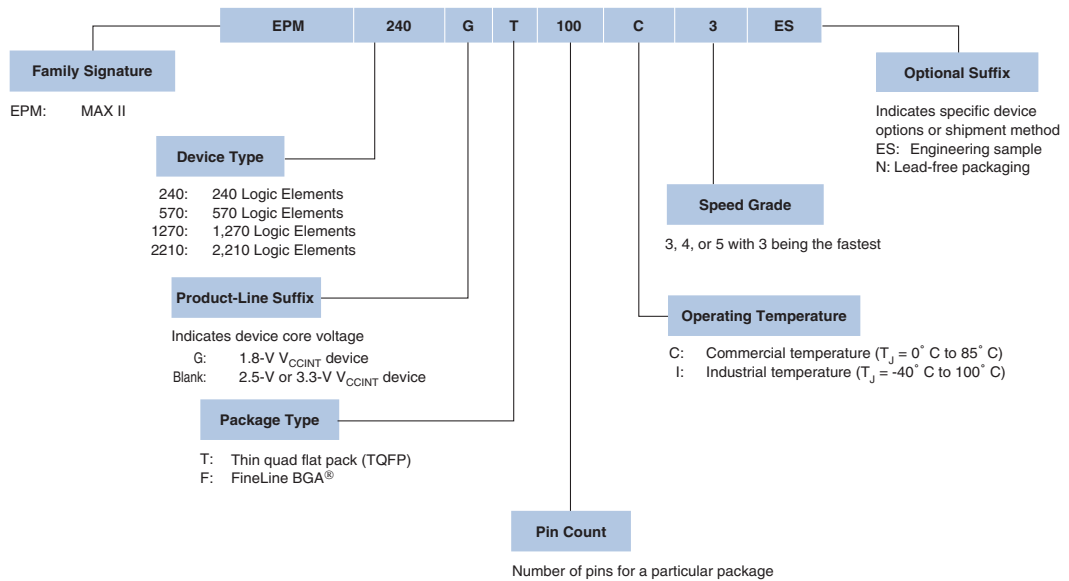 EPM 240 G T 100 C 3 ES
Family Signature
EPM: MAX II
Optional Suffix
Indicates specific device
options or shipment method
ES: Engineering sample
N: Lead-free packaging
Device Type
240: 240 Logic Elements
570: 570 Logic Elements
1270: 1,270 Logic Elements
2210: 2,210 Logic Elements
Speed Grade
3, 4, or 5 with 3 being the fastest
Product-Line Suffix
Indicates device core voltage
G: 1.8-V VCCINT device
Blank: 2.5-V or 3.3-V VCCINT device
Operating Temperature
C: Commercial temperature (TJ = 0° C to 85° C)
I: Industrial temperature (TJ = -40° C to 100° C)
Package Type
T: Thin quad flat pack (TQFP)
F: FineLine BGA®
Pin Count
Number of pins for a particular package